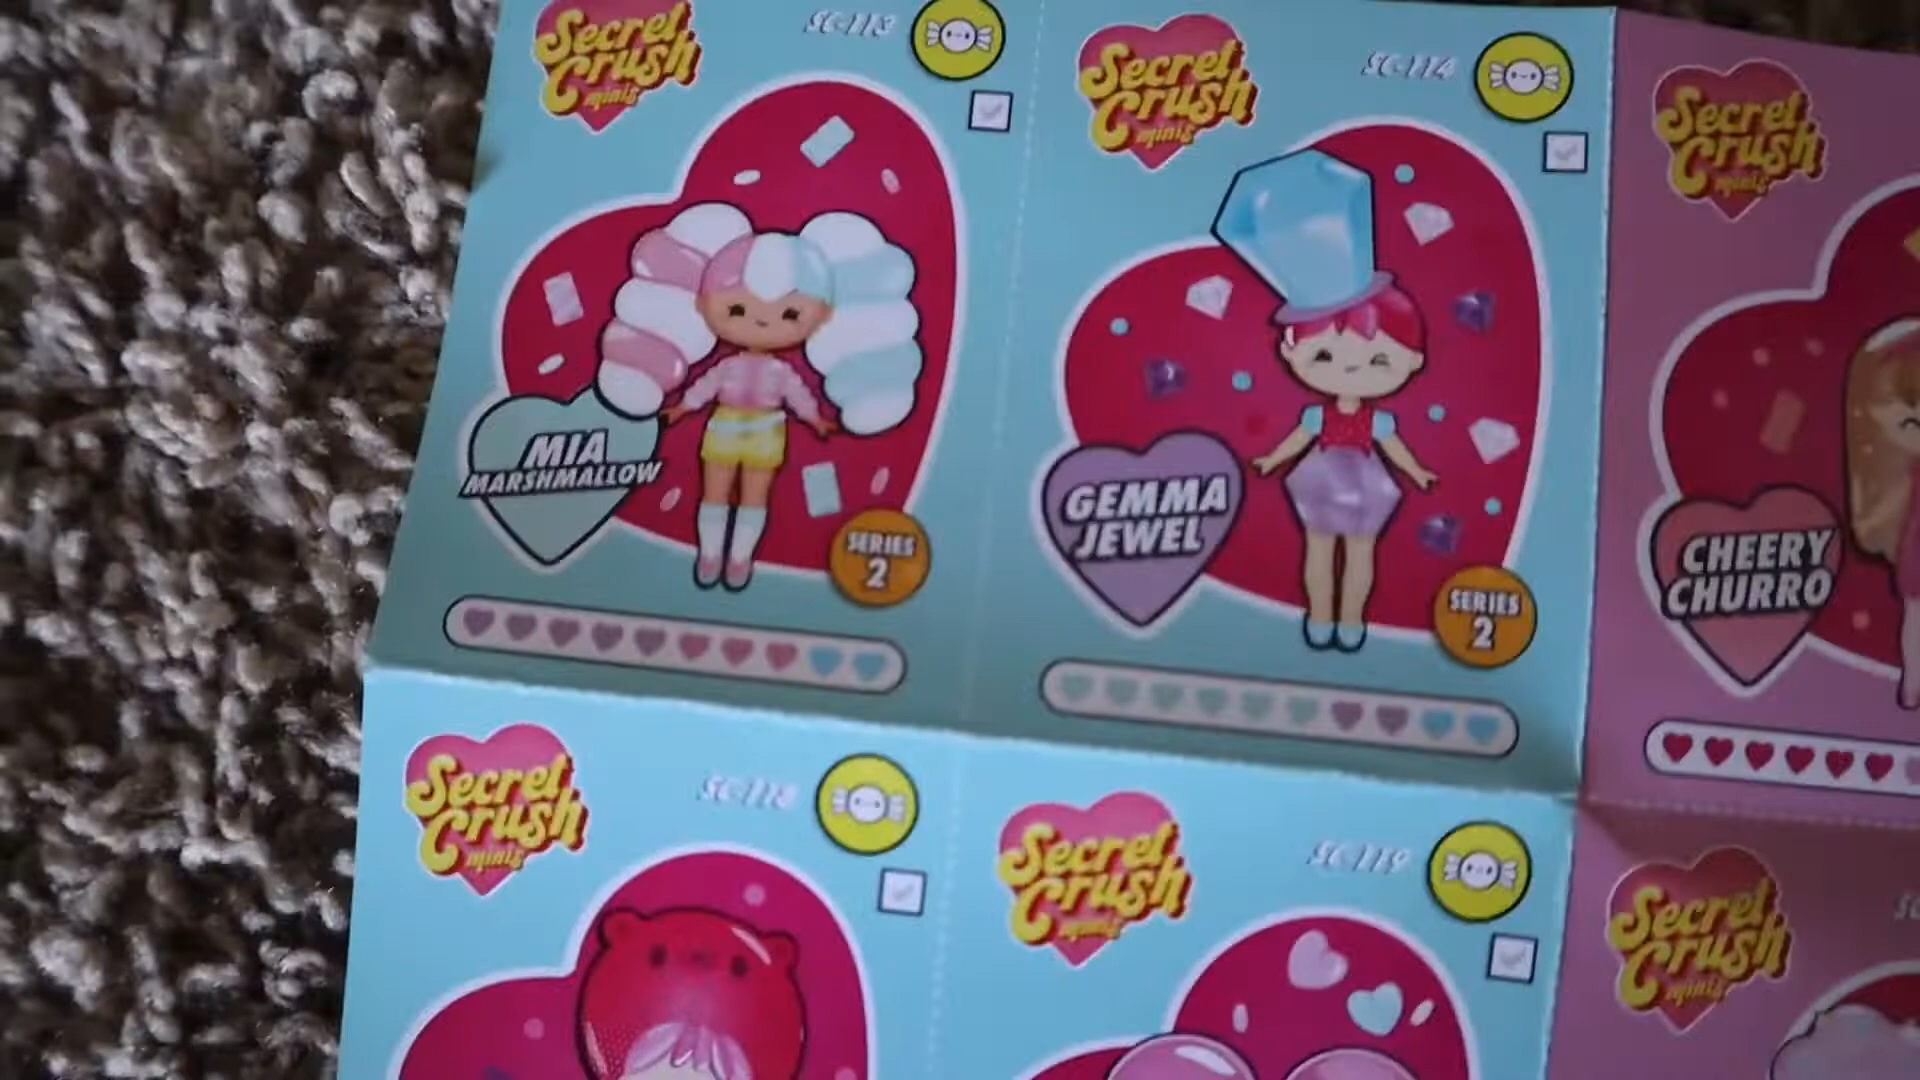 Secret
Crush
minis
SC-113
MIA
MARSHMALLOW
SERIES
2
Secret
Crush
minis
SC-114
GEMMA
JEWEL
SERIES
2
Secret
Crush
minis
CHEERY
CHURRO
Secret
Crush
minis
SC-118
Secret
Crush
minis
SC-119
Secret
Crush
minis